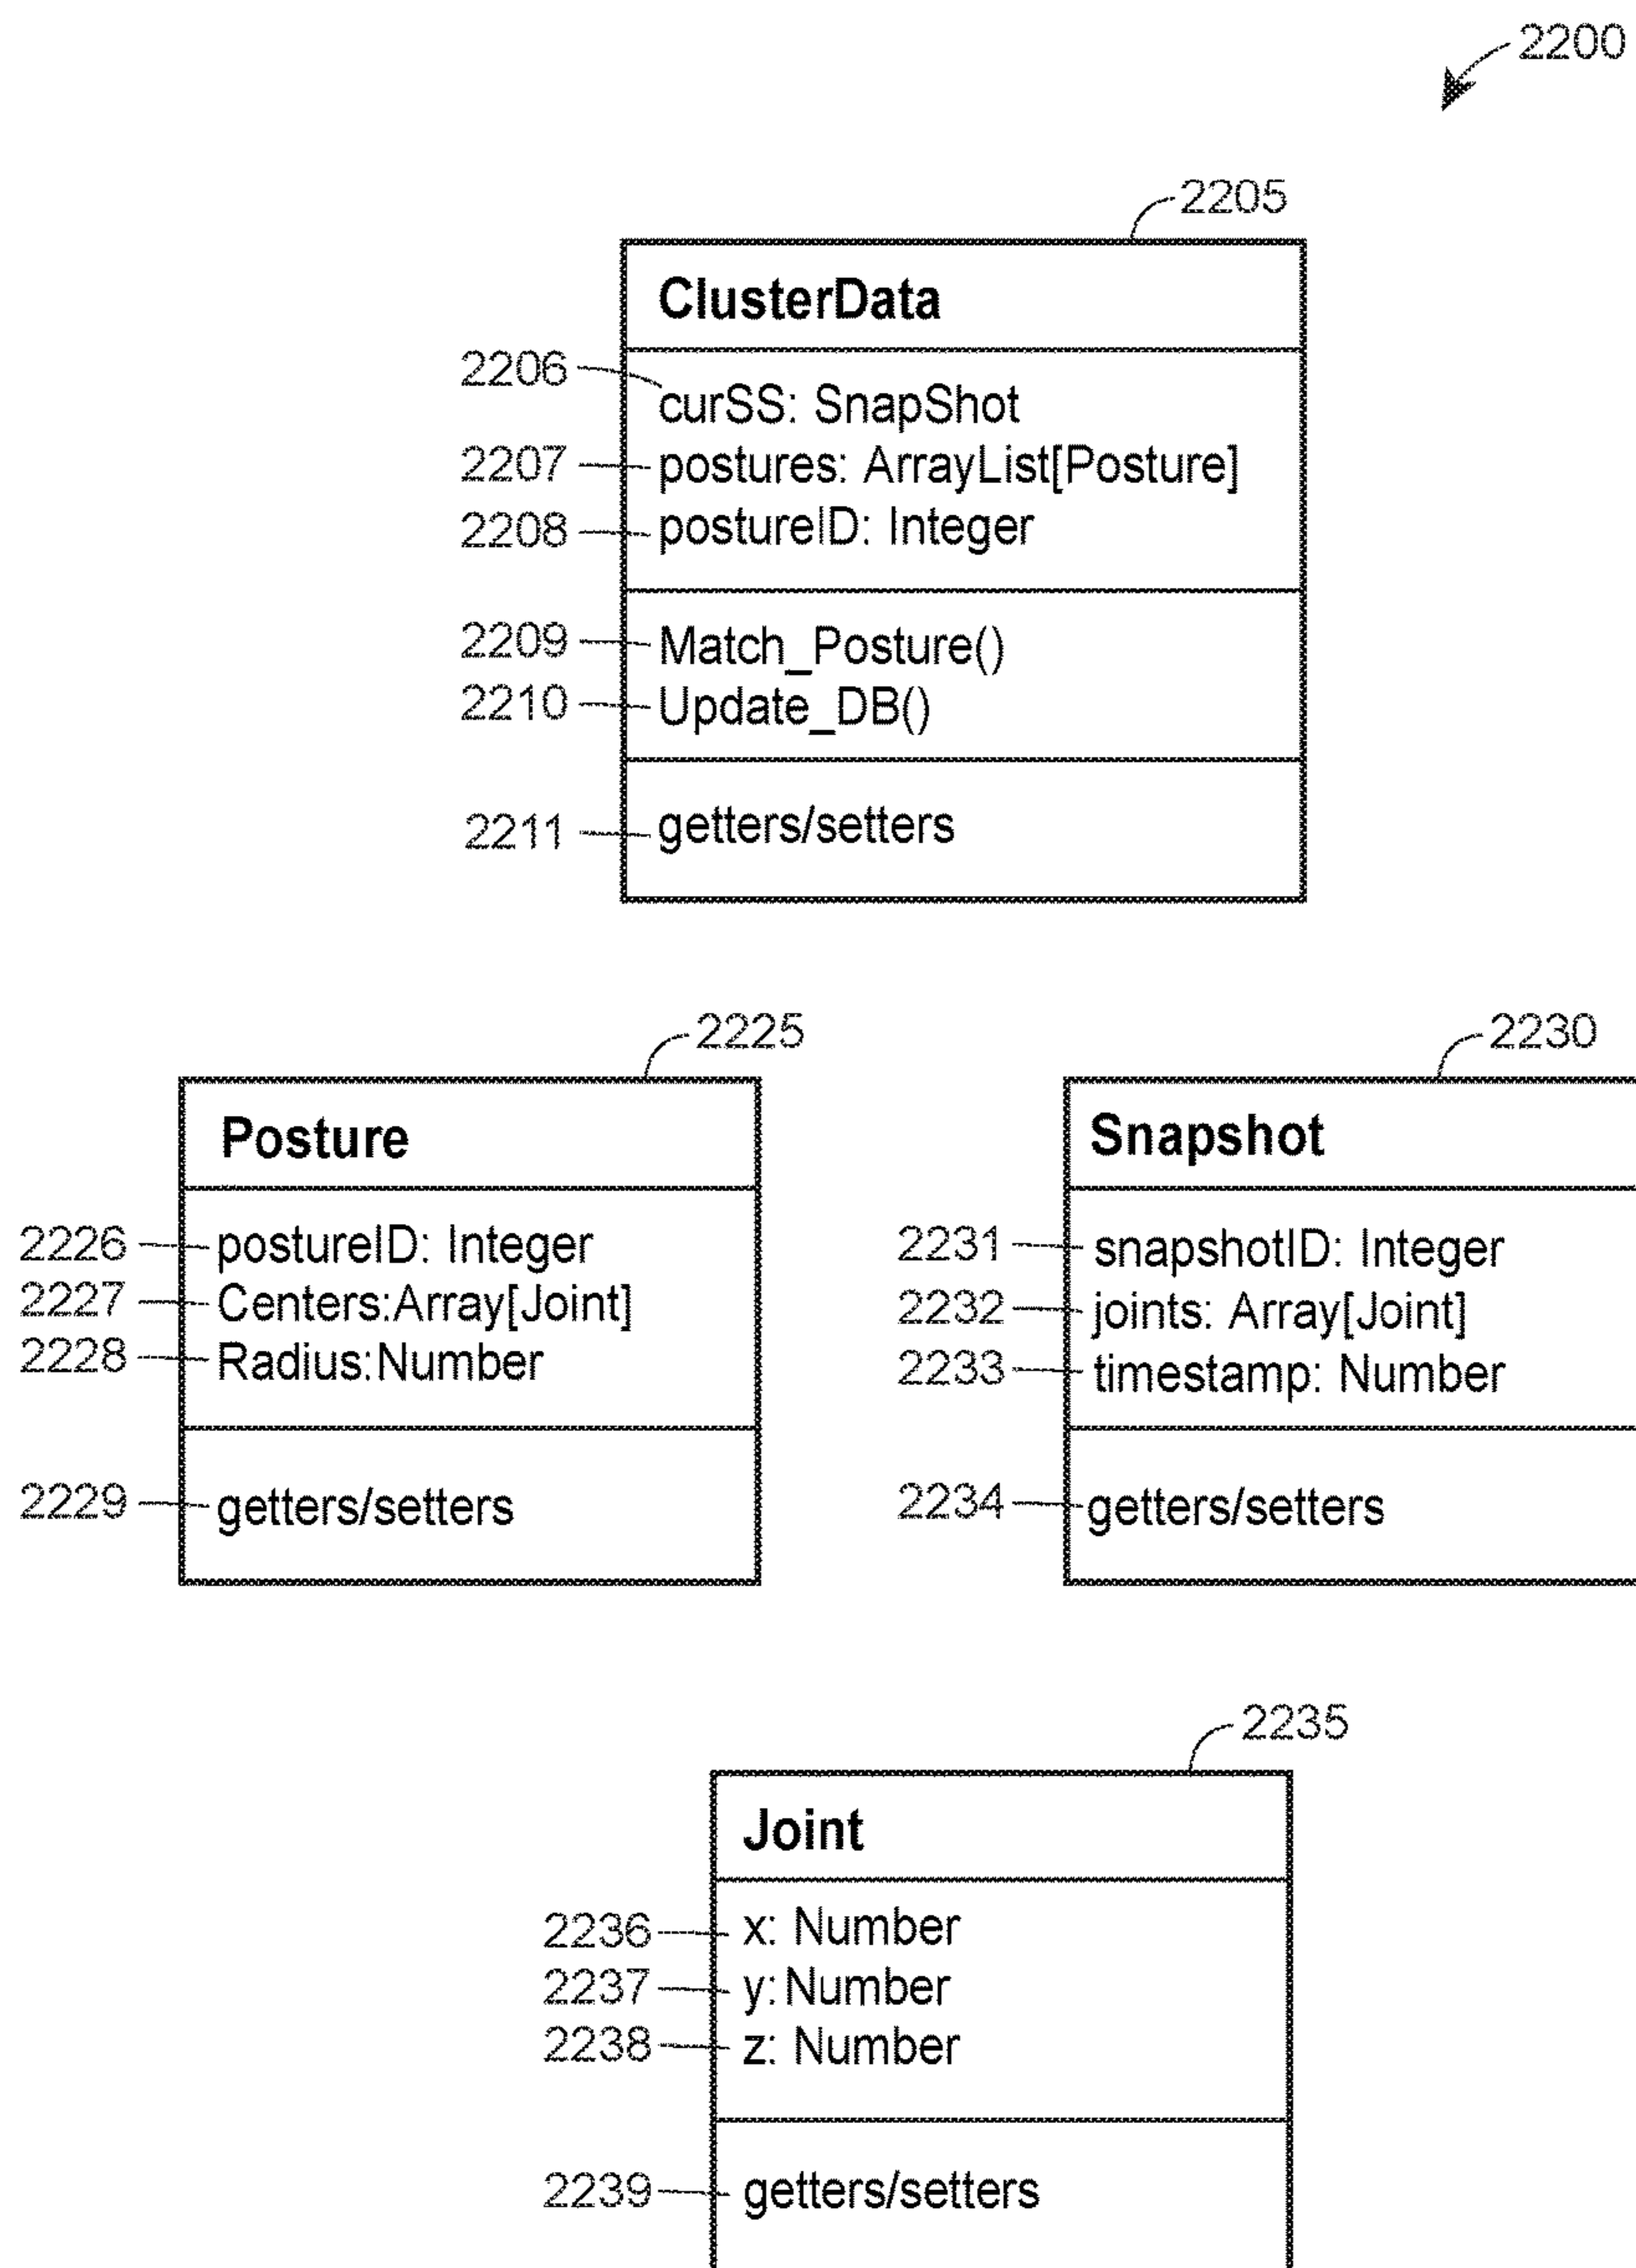 2200
2205
ClusterData
2206 curSS: SnapShot
2207 postures: ArrayList[Posture]
2208 postureID: Integer
2209 Match_Posture()
2210 Update_DB()
2211 getters/setters
2225
Posture
2226 postureID: Integer
2227 Centers:Array[Joint]
2228 Radius:Number
2229 getters/setters
2230
Snapshot
2231 snapshotID: Integer
2232 joints: Array[Joint]
2233 timestamp: Number
2234 getters/setters
2235
Joint
2236 x: Number
2237 y:Number
2238 z: Number
2239 getters/setters